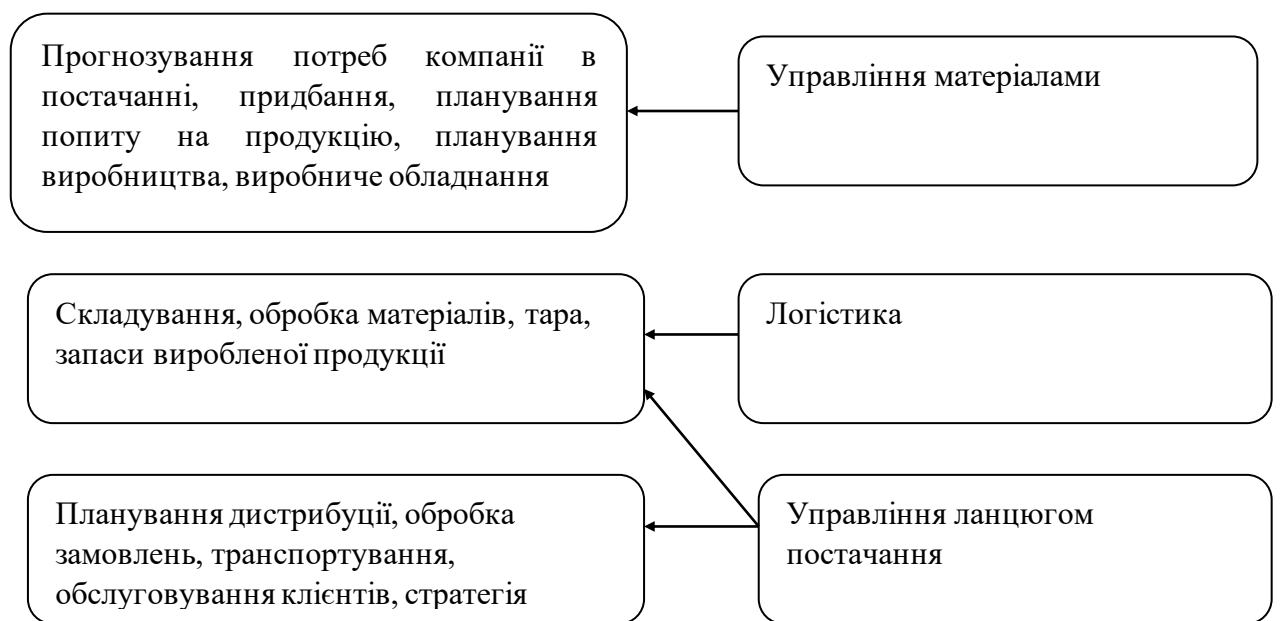 Прогнозування потреб компанії в
постачанні, придбання, планування
попиту на продукцію, планування
виробництва, виробниче обладнання
Управління матеріалами
Складування, обробка матеріалів, тара,
запаси виробленої продукції
Логістика
Планування дистрибуції, обробка
замовлень, транспортування,
обслуговування клієнтів, стратегія
Управління ланцюгом
постачання